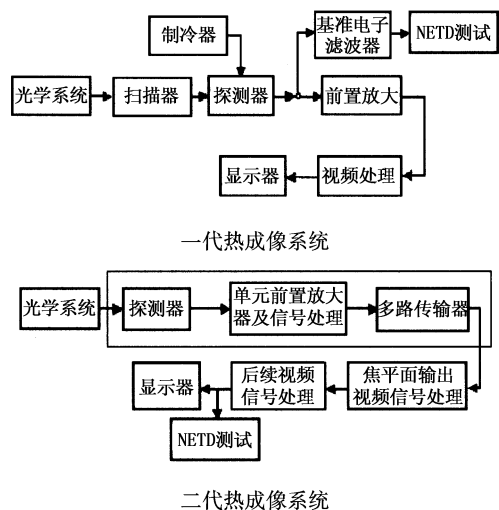 制冷器
基准电子
滤波器
NETD测试
光学系统
扫描器
探测器
前置放大
显示器
视频处理
一代热成像系统
光学系统
探测器
单元前置放大
器及信号处理
多路传输器
显示器
后续视频
信号处理
焦平面输出
视频信号处理
NETD测试
二代热成像系统